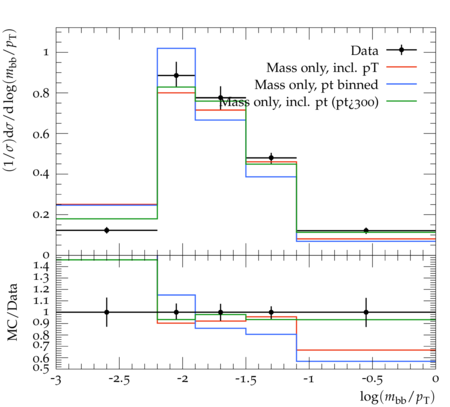 (1/σ)dσ/d log(m_bb/p_T)
1
0.8
0.6
0.4
0.2
0
Data
Mass only, incl. pT
Mass only, pt binned
Mass only, incl. pt (pt¿300)
MC/Data
1.4
1.3
1.2
1.1
1
0.9
0.8
0.7
0.6
0.5
-3 -2.5 -2 -1.5 -1 -0.5 0
log(m_bb/p_T)